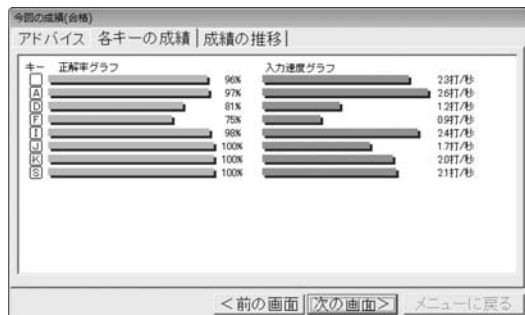 今回の成績(合格)
アドバイス 各キーの成績 成績の推移
キー 正解率グラフ 入力速度グラフ
96% 2.3打/秒
A 97% 2.6打/秒
D 81% 1.2打/秒
F 75% 0.9打/秒
I 98% 2.4打/秒
J 100% 1.7打/秒
K 100% 2.0打/秒
S 100% 2.1打/秒
<前の画面 次の画面> メニューに戻る